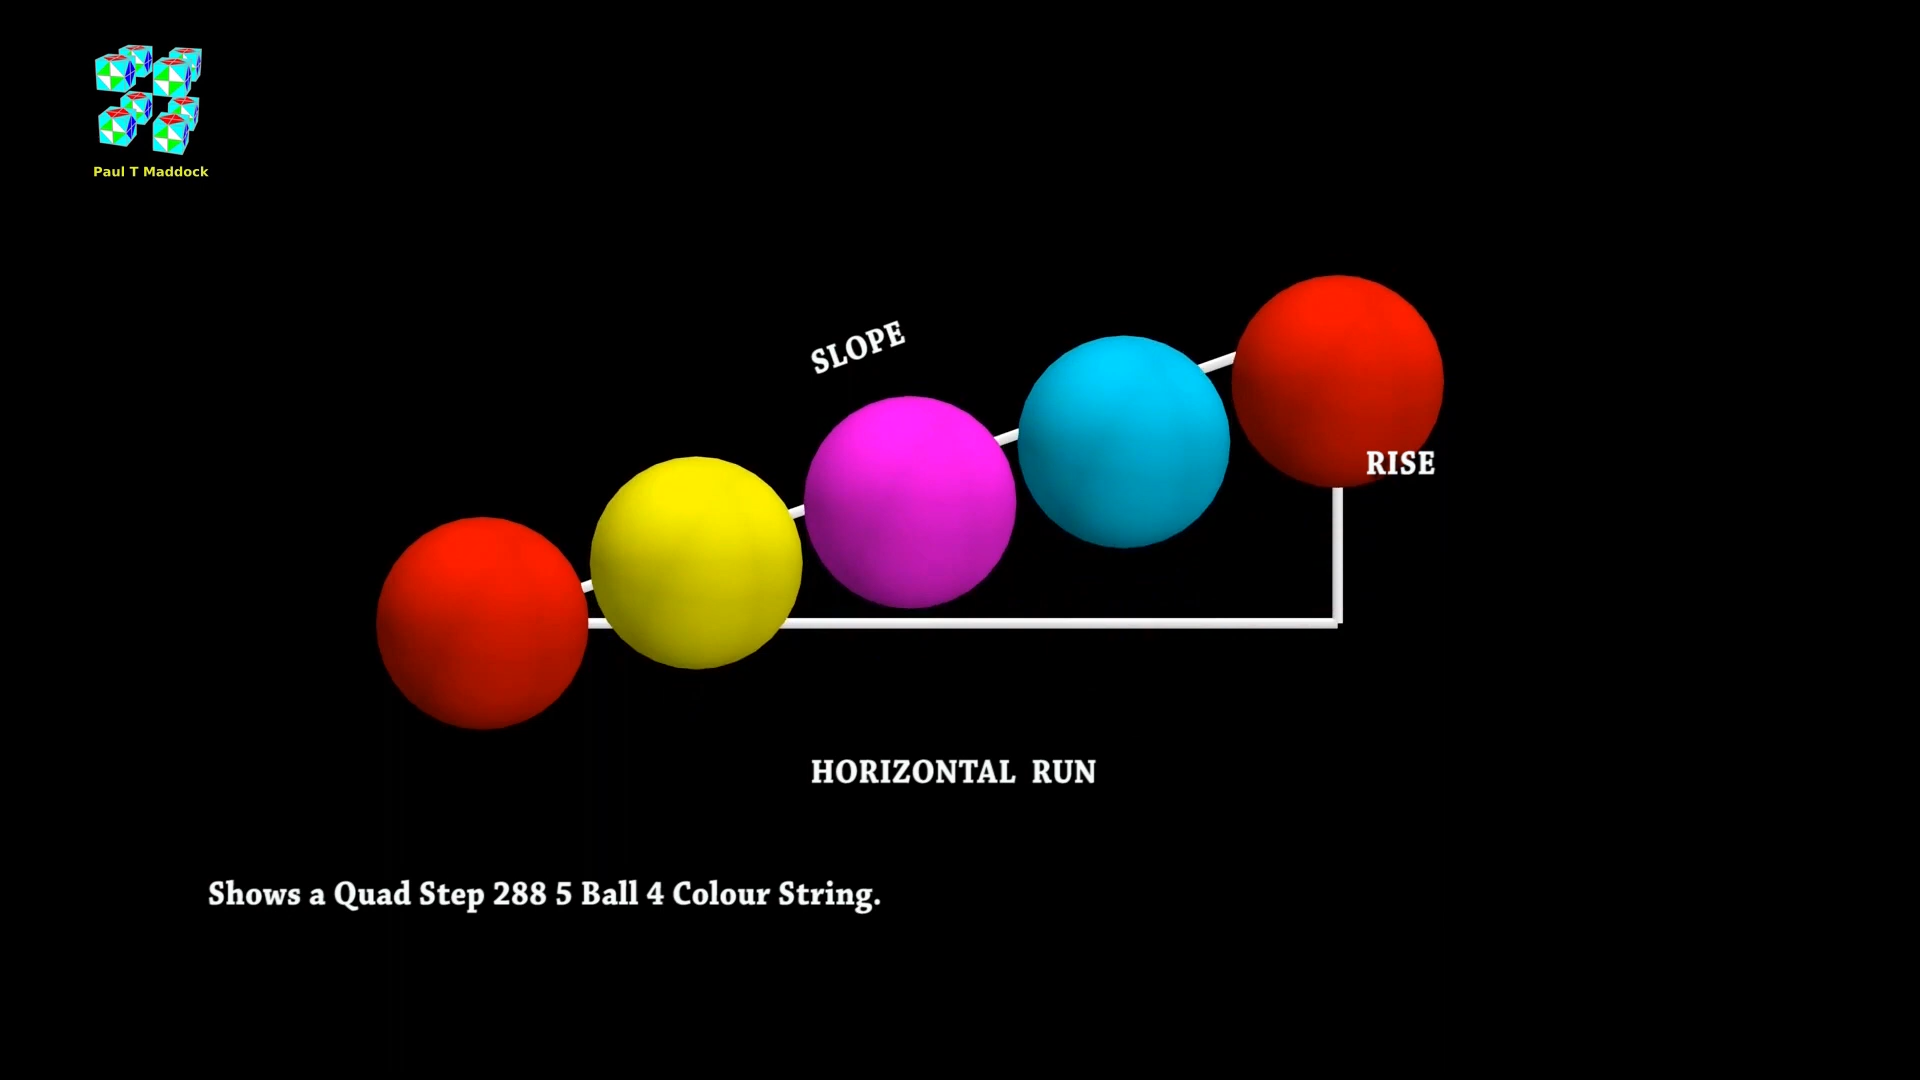 Paul T Maddock
SLOPE
RISE
HORIZONTAL RUN
Shows a Quad Step 288 5 Ball 4 Colour String.